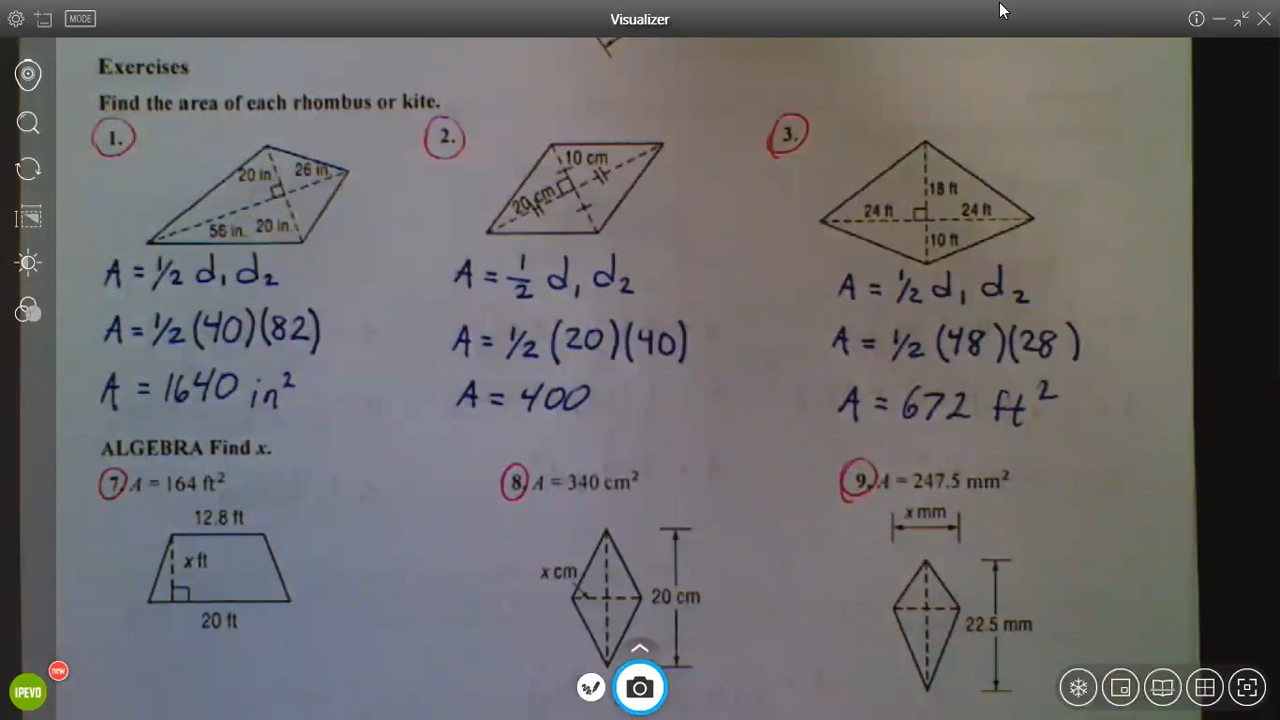 MODE
Visualizer
Exercises
Find the area of each rhombus or kite.
1.
20 in.
26 in.
56 in.
20 in.
A = ½ d₁ d₂
A = ½ (40)(82)
A = 1640 in²
2.
10 cm
20 cm
A = ½ d₁ d₂
A = ½ (20)(40)
A = 400
3.
18 ft
24 ft
24 ft
10 ft
A = ½ d₁ d₂
A = ½ (48)(28)
A = 672 ft²
ALGEBRA Find x.
7. A = 164 ft²
12.8 ft
x ft
20 ft
8. A = 340 cm²
x cm
20 cm
9. A = 247.5 mm²
x mm
22.5 mm
IPEVO
new